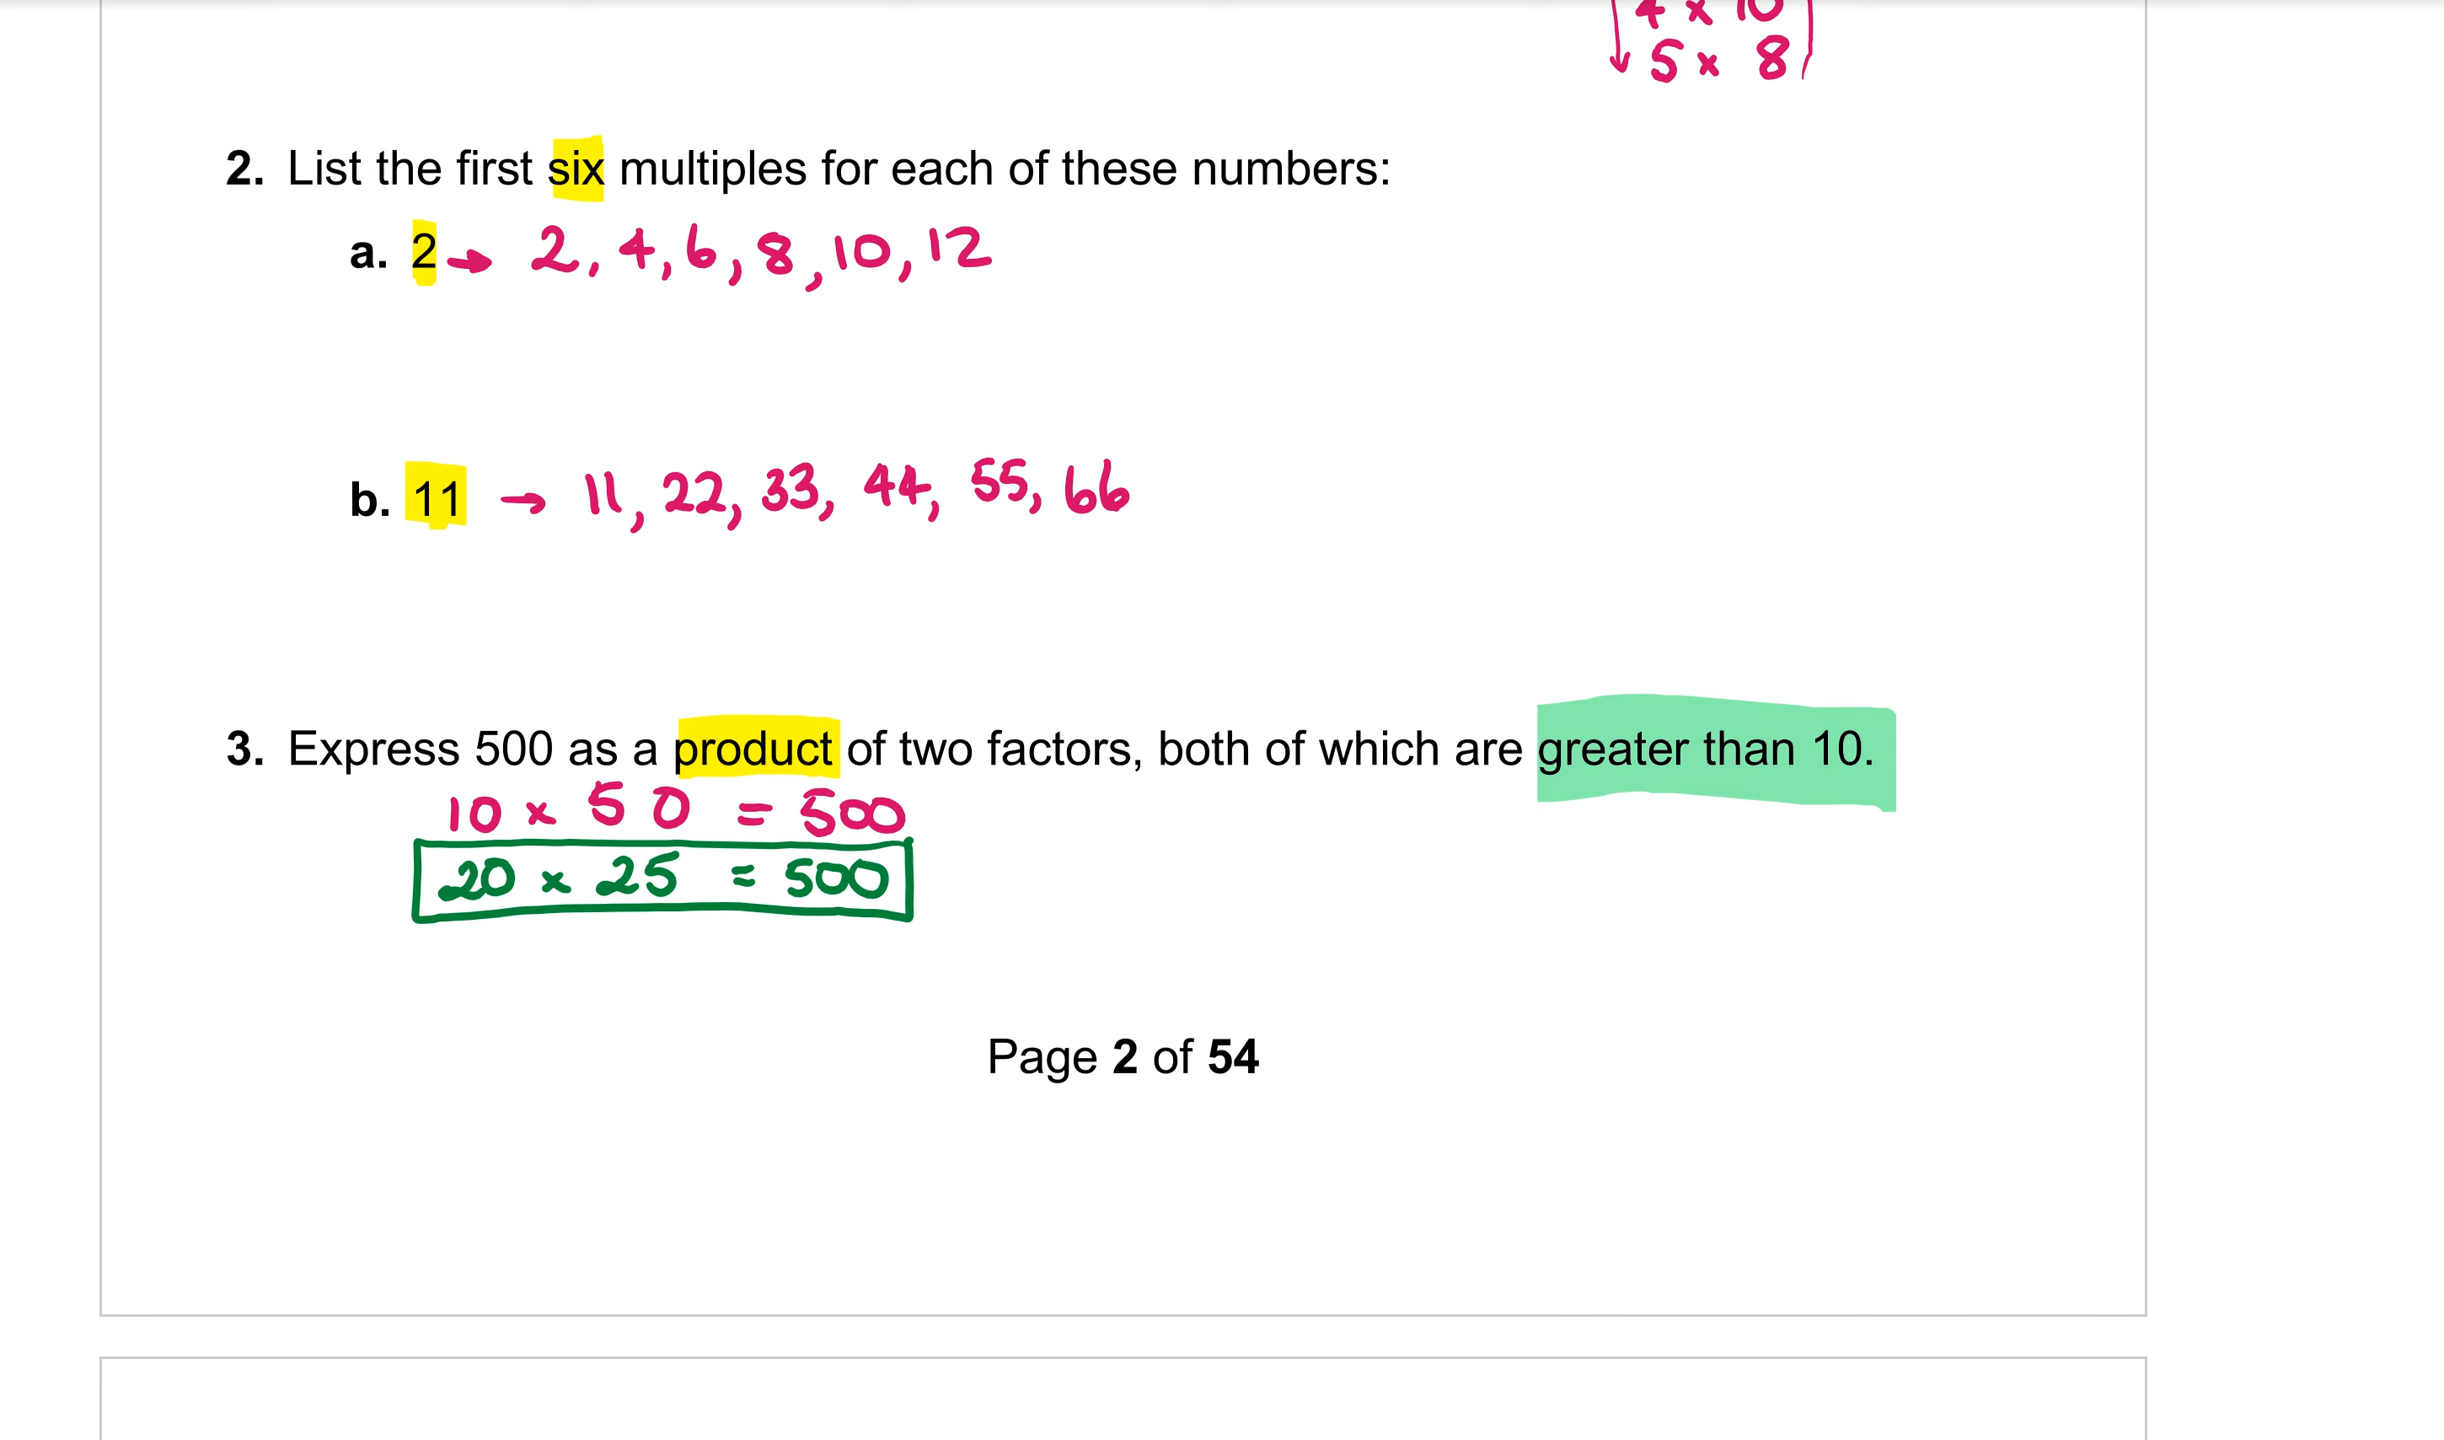 4 x 10
5 x 8
2. List the first six multiples for each of these numbers:
a. 2 → 2, 4, 6, 8, 10, 12
b. 11 → 11, 22, 33, 44, 55, 66
3. Express 500 as a product of two factors, both of which are greater than 10.
10 x 50 = 500
20 x 25 = 500
Page 2 of 54